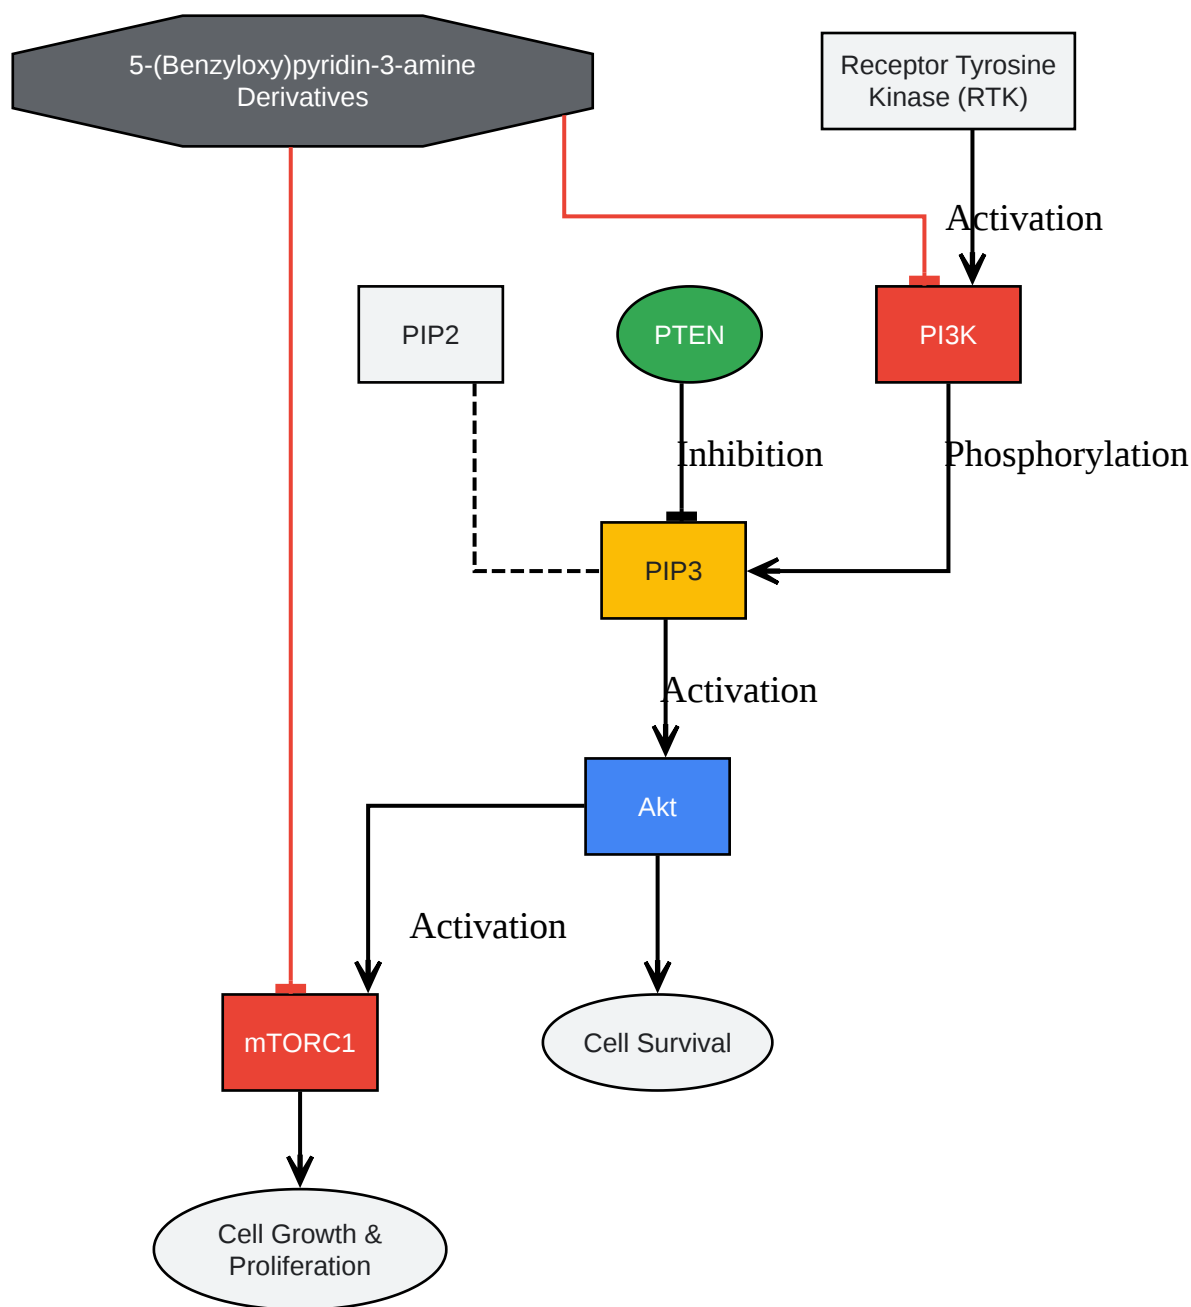 5-(Benzyloxy)pyridin-3-amine
Derivatives
Receptor Tyrosine
Kinase (RTK)
Activation
PIP2
PTEN
PI3K
Inhibition
Phosphorylation
PIP3
Activation
Akt
Activation
mTORC1
Cell Survival
Cell Growth &
Proliferation